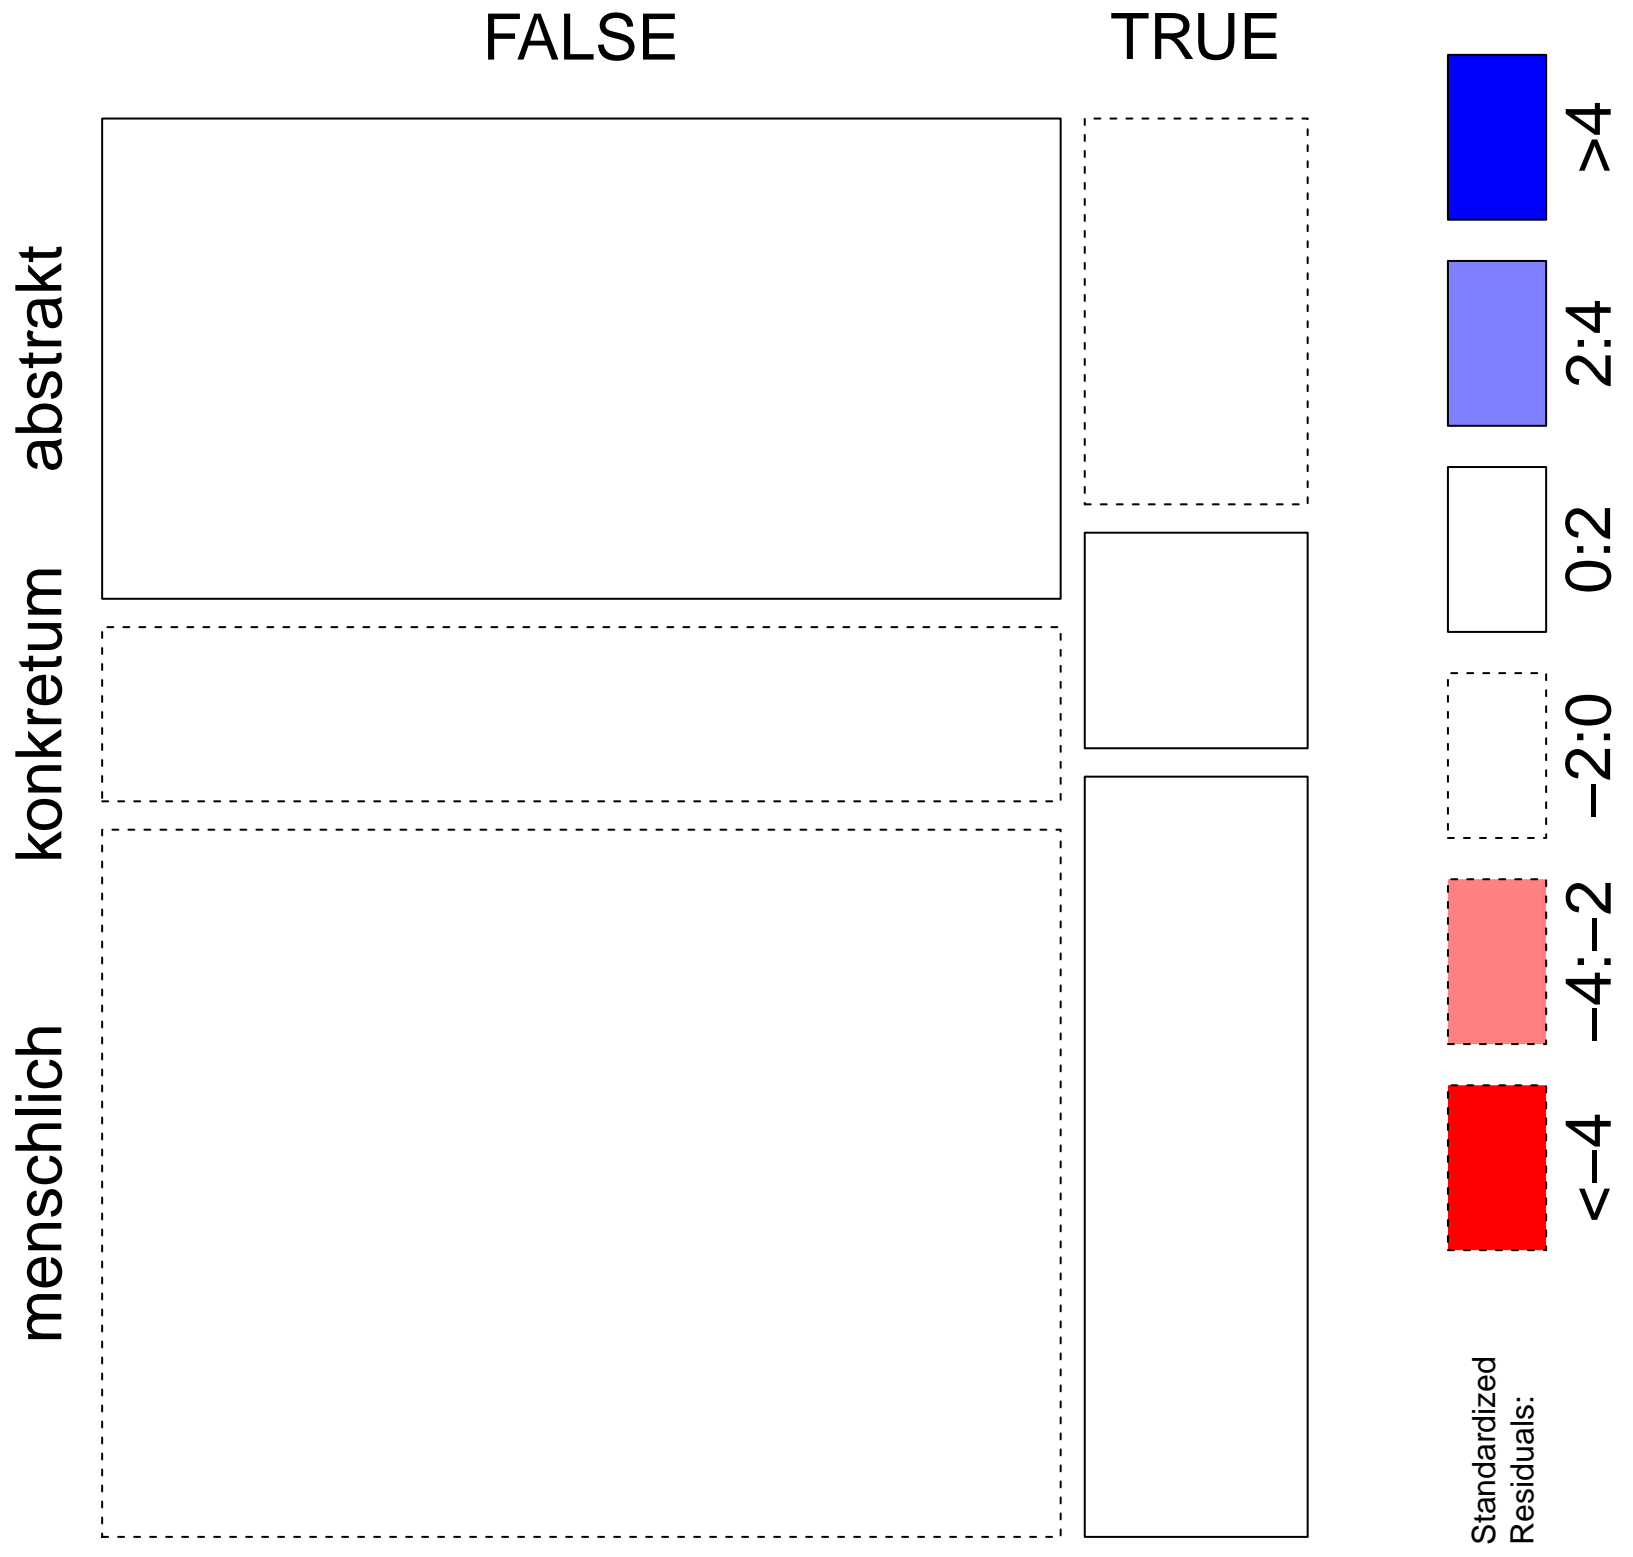 FALSE
TRUE
abstrakt
konkretum
menschlich
>4
2:4
0:2
−2:0
−4:−2
<−4
Standardized
Residuals: